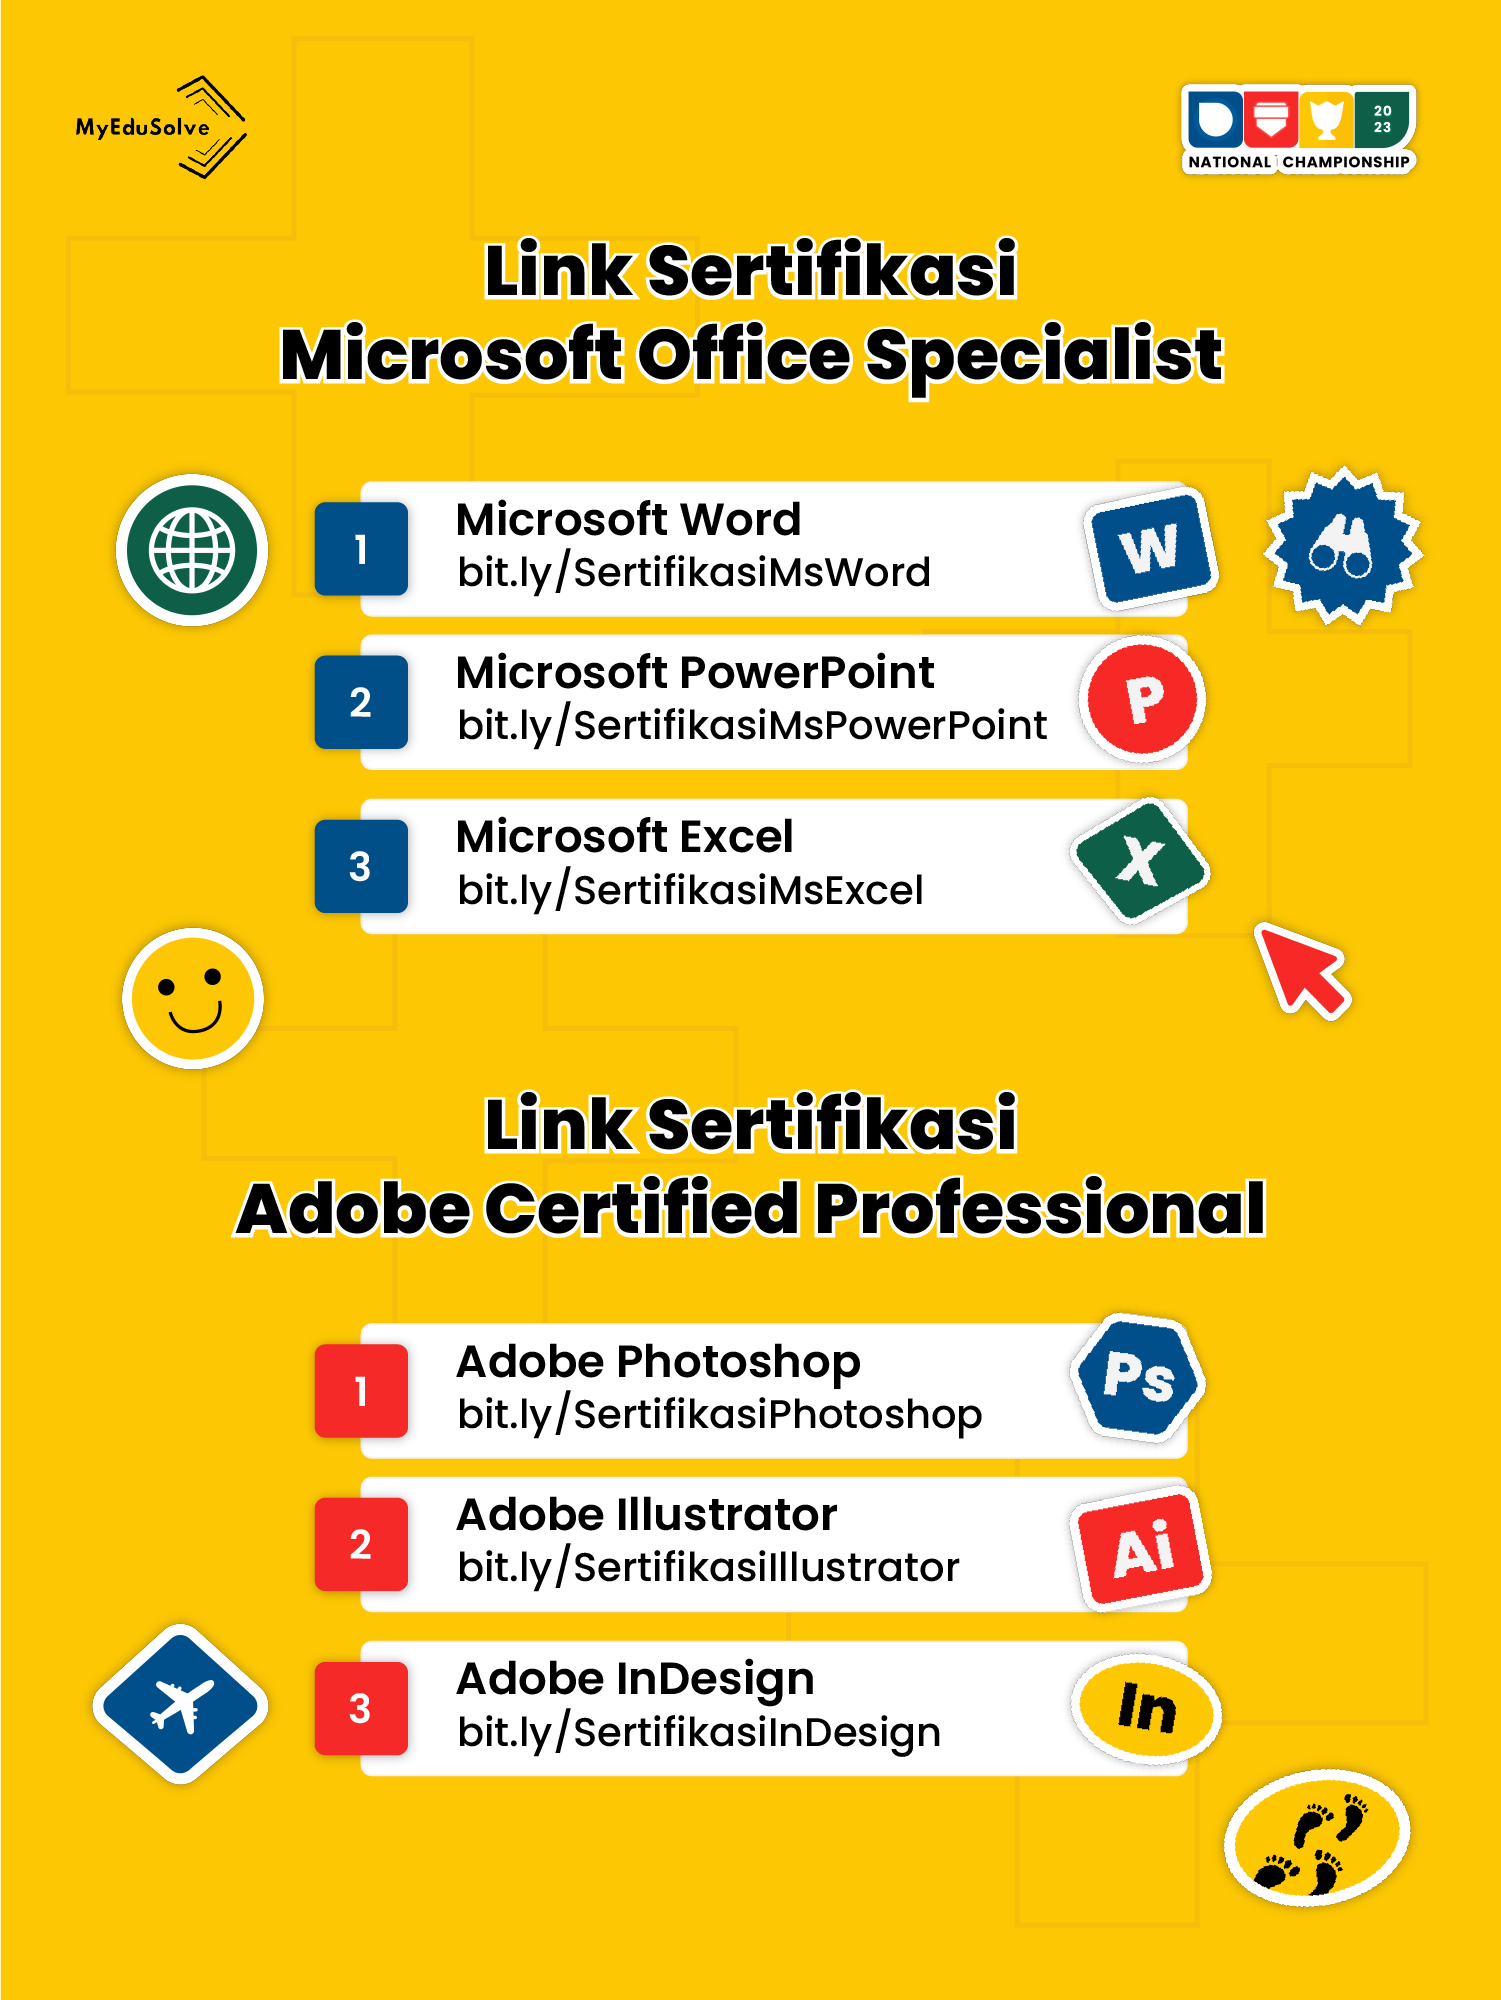 MyEduSolve
20
23
NATIONAL CHAMPIONSHIP
Link Sertifikasi
Microsoft Office Specialist
1
Microsoft Word
bit.ly/SertifikasiMsWord
W
2
Microsoft PowerPoint
bit.ly/SertifikasiMsPowerPoint
P
3
Microsoft Excel
bit.ly/SertifikasiMsExcel
X
Link Sertifikasi
Adobe Certified Professional
1
Adobe Photoshop
bit.ly/SertifikasiPhotoshop
Ps
2
Adobe Illustrator
bit.ly/SertifikasiIllustrator
Ai
3
Adobe InDesign
bit.ly/SertifikasiInDesign
In